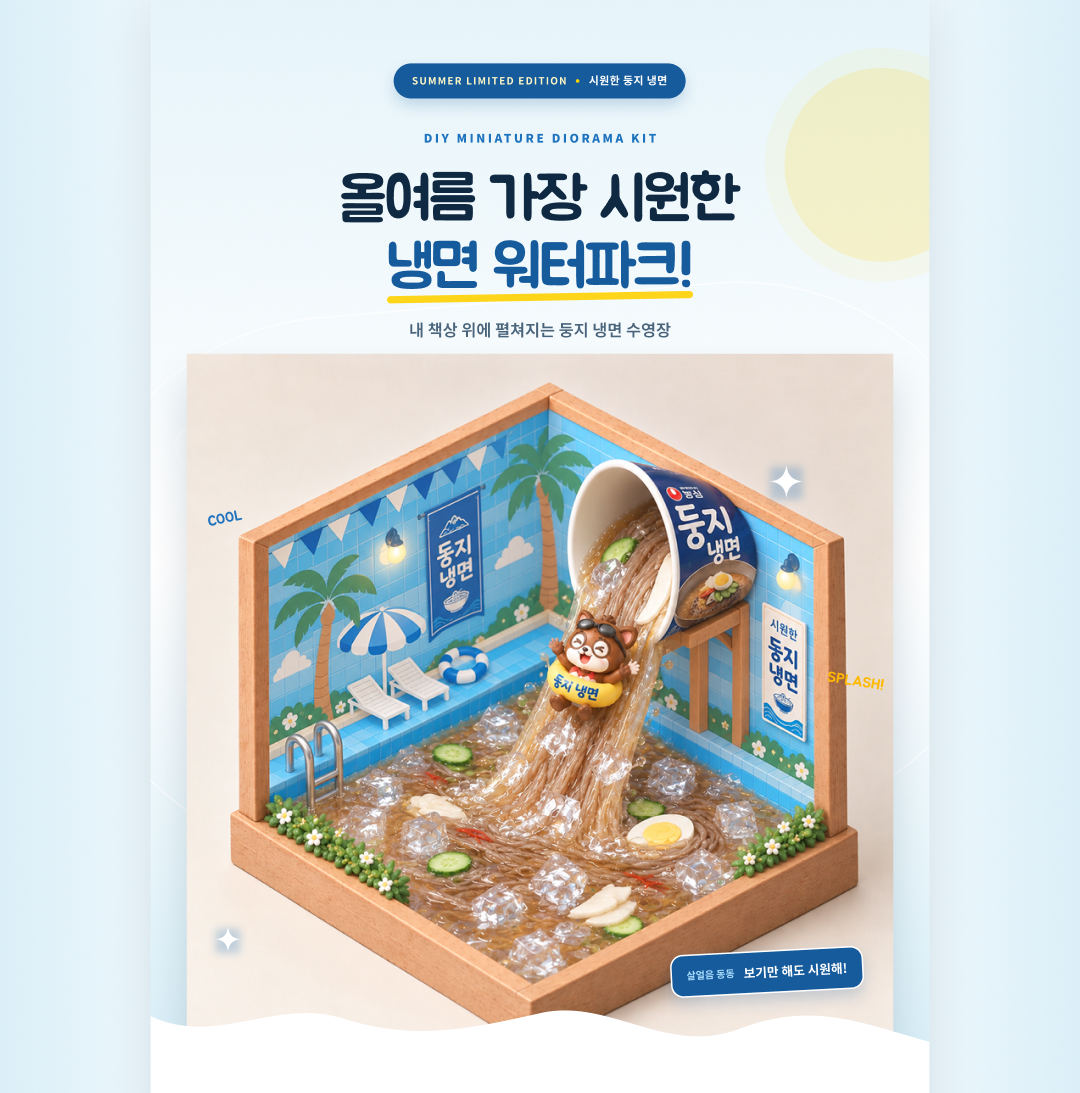 SUMMER LIMITED EDITION • 시원한 둥지 냉면
DIY MINIATURE DIORAMA KIT
올여름 가장 시원한
냉면 워터파크!
내 책상 위에 펼쳐지는 둥지 냉면 수영장
COOL
둥지
냉면
농심
둥지
냉면
둥지 냉면
시원한
둥지
냉면
SPLASH!
살얼음 동동 보기만 해도 시원해!